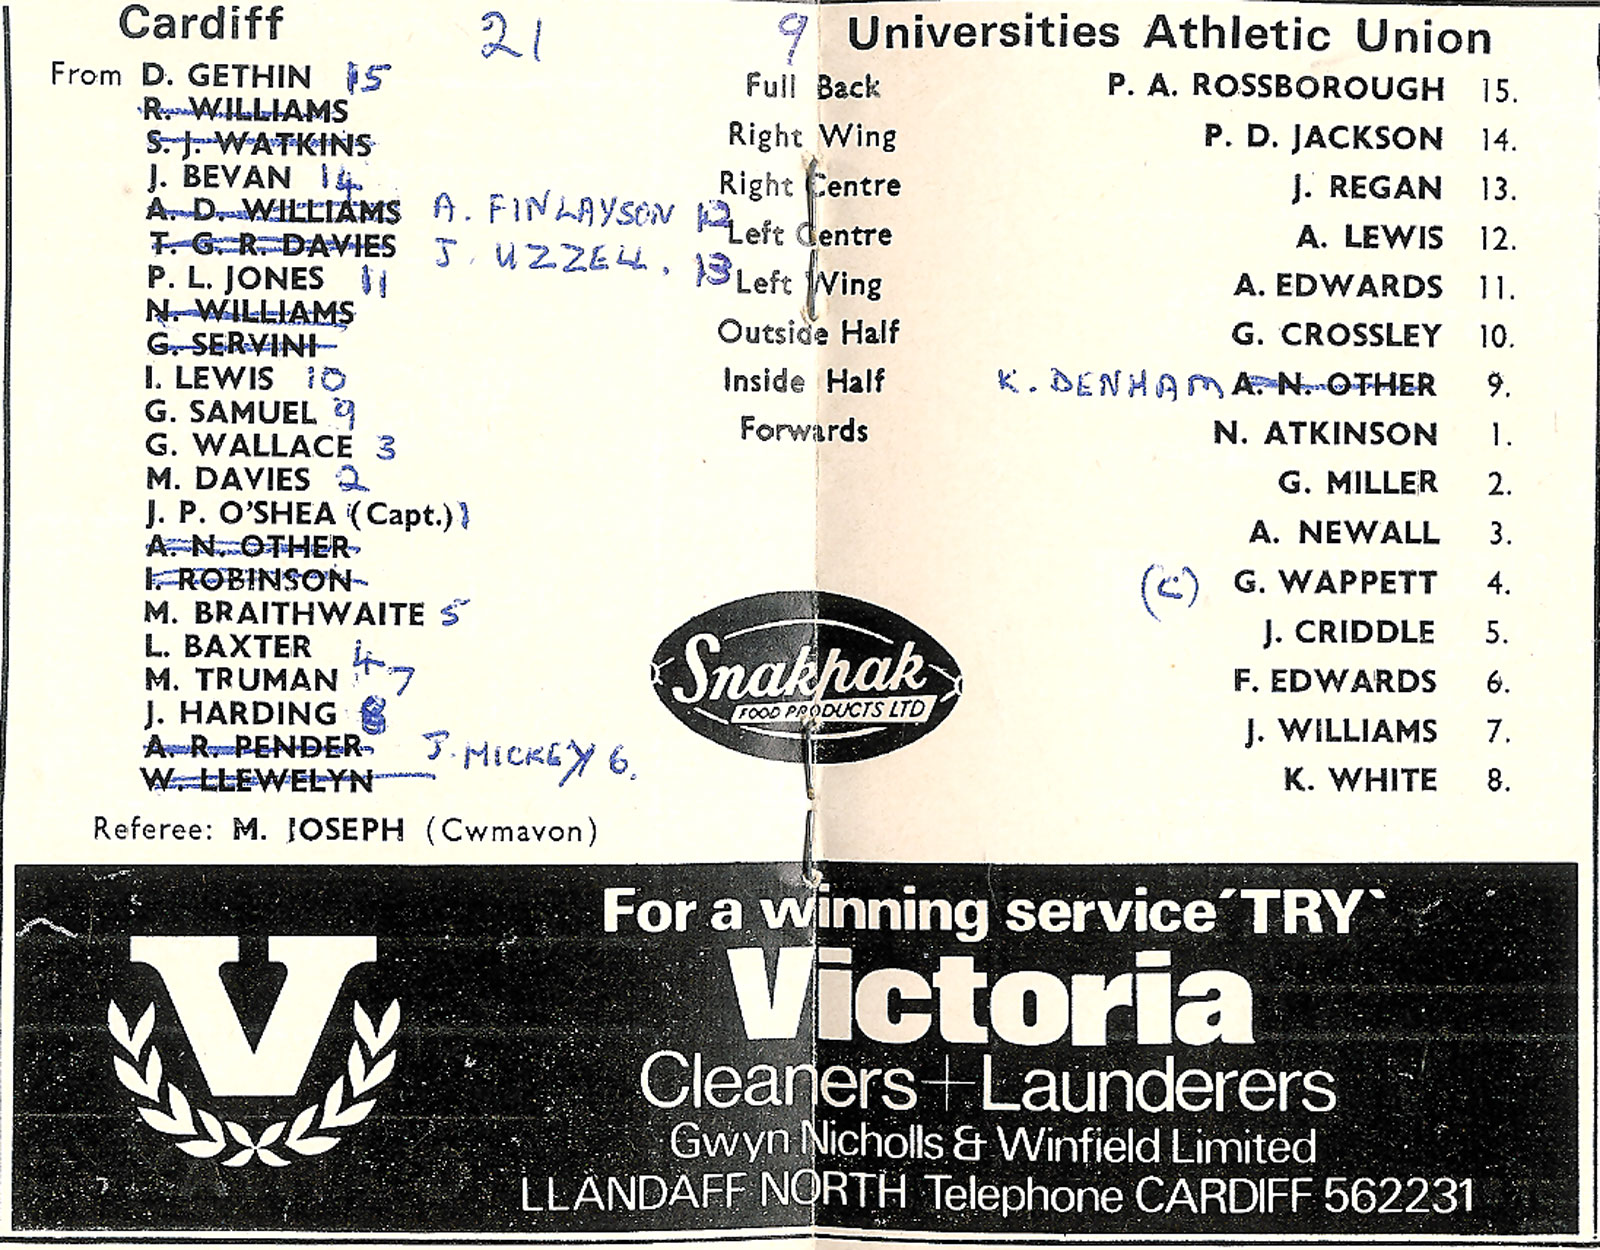 Cardiff 21
From D. GETHIN 15
R. WILLIAMS
S. J. WATKINS
J. BEVAN 14
A. D. WILLIAMS A. FINLAYSON 12
T. G. R. DAVIES J. UZZELL. 13
P. L. JONES 11
N. WILLIAMS
G. SERVINI
I. LEWIS 10
G. SAMUEL 9
G. WALLACE 3
M. DAVIES 2
J. P. O'SHEA (Capt.) 1
A. N. OTHER
I. ROBINSON
M. BRAITHWAITE 5
L. BAXTER 4
M. TRUMAN 7
J. HARDING 8
A. R. PENDER J. MICKEY 6.
W. LLEWELYN
Referee: M. JOSEPH (Cwmavon)
9 Universities Athletic Union
Full Back P. A. ROSSBOROUGH 15.
Right Wing P. D. JACKSON 14.
Right Centre J. REGAN 13.
Left Centre A. LEWIS 12.
Left Wing A. EDWARDS 11.
Outside Half G. CROSSLEY 10.
Inside Half K. DENHAM A. N. OTHER 9.
Forwards N. ATKINSON 1.
G. MILLER 2.
A. NEWALL 3.
(C) G. WAPPETT 4.
J. CRIDDLE 5.
F. EDWARDS 6.
J. WILLIAMS 7.
K. WHITE 8.
Snakpak
FOOD PRODUCTS LTD
For a winning service ´TRY`
V
Victoria
Cleaners + Launderers
Gwyn Nicholls & Winfield Limited
LLANDAFF NORTH Telephone CARDIFF 562231